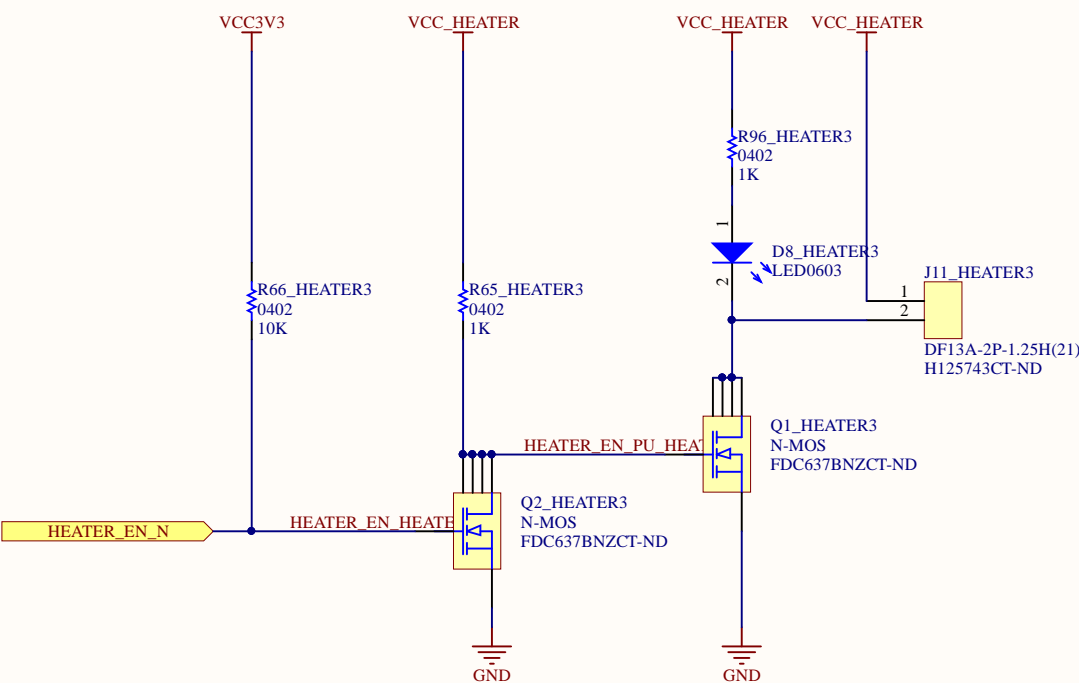 VCC3V3
VCC_HEATER
VCC_HEATER
VCC_HEATER
R96_HEATER3
0402
1K
1
D8_HEATER3
LED0603
2
R66_HEATER3
0402
10K
R65_HEATER3
0402
1K
J11_HEATER3
1
2
DF13A-2P-1.25H(21)
H125743CT-ND
HEATER_EN_PU_HEA
Q1_HEATER3
N-MOS
FDC637BNZCT-ND
HEATER_EN_N
HEATER_EN_HEATE
Q2_HEATER3
N-MOS
FDC637BNZCT-ND
GND
GND